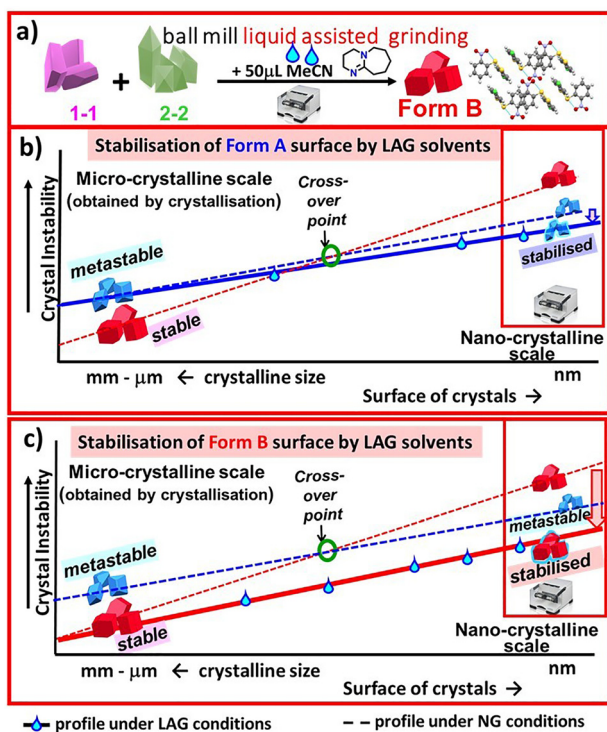 a)
ball mill liquid assisted grinding
+
+ 50μL MeCN
N
N
1-1
2-2
Form B
b)
Stabilisation of Form A surface by LAG solvents
Crystal Instability
Micro-crystalline scale
(obtained by crystallisation)
Cross-
over
point
metastable
stable
stabilised
Nano-crystalline
scale
mm - μm ← crystalline size
nm
Surface of crystals →
c)
Stabilisation of Form B surface by LAG solvents
Crystal Instability
Micro-crystalline scale
(obtained by crystallisation)
Cross-
over
point
metastable
metastable
stable
stabilised
Nano-crystalline
scale
mm - μm ← crystalline size
nm
Surface of crystals →
profile under LAG conditions
profile under NG conditions